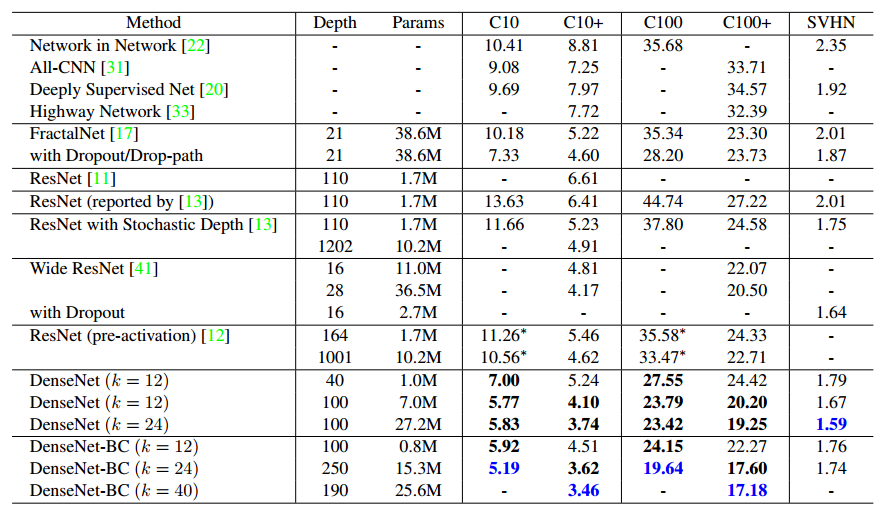 Method Depth Params C10 C10+ C100 C100+ SVHN
Network in Network [22] - - 10.41 8.81 35.68 - 2.35
All-CNN [31] - - 9.08 7.25 - 33.71 -
Deeply Supervised Net [20] - - 9.69 7.97 - 34.57 1.92
Highway Network [33] - - - 7.72 - 32.39 -
FractalNet [17] 21 38.6M 10.18 5.22 35.34 23.30 2.01
with Dropout/Drop-path 21 38.6M 7.33 4.60 28.20 23.73 1.87
ResNet [11] 110 1.7M - 6.61 - - -
ResNet (reported by [13]) 110 1.7M 13.63 6.41 44.74 27.22 2.01
ResNet with Stochastic Depth [13] 110 1.7M 11.66 5.23 37.80 24.58 1.75
1202 10.2M - 4.91 - - -
Wide ResNet [41] 16 11.0M - 4.81 - 22.07 -
28 36.5M - 4.17 - 20.50 -
with Dropout 16 2.7M - - - - 1.64
ResNet (pre-activation) [12] 164 1.7M 11.26* 5.46 35.58* 24.33 -
1001 10.2M 10.56* 4.62 33.47* 22.71 -
DenseNet (k = 12) 40 1.0M 7.00 5.24 27.55 24.42 1.79
DenseNet (k = 12) 100 7.0M 5.77 4.10 23.79 20.20 1.67
DenseNet (k = 24) 100 27.2M 5.83 3.74 23.42 19.25 1.59
DenseNet-BC (k = 12) 100 0.8M 5.92 4.51 24.15 22.27 1.76
DenseNet-BC (k = 24) 250 15.3M 5.19 3.62 19.64 17.60 1.74
DenseNet-BC (k = 40) 190 25.6M - 3.46 - 17.18 -